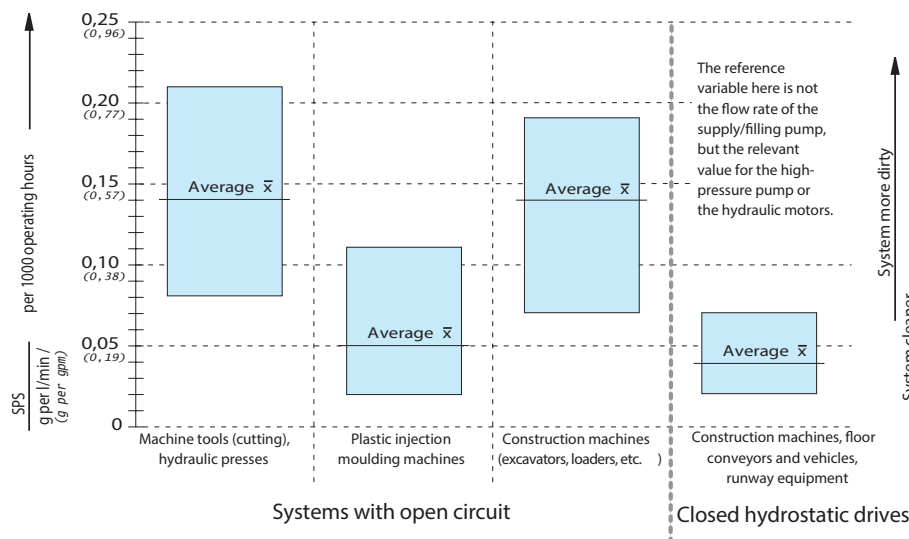 0,25
(0,96)
0,20
(0,77)
0,15
(0,57)
0,10
(0,38)
0,05
(0,19)
0
per 1000 operating hours
SPS
g per l/min /
(g per gpm)
Average x̄
Average x̄
Average x̄
Average x̄
The reference
variable here is not
the flow rate of the
supply/filling pump,
but the relevant
value for the high-
pressure pump or
the hydraulic motors.
System more dirty
System cleaner
Machine tools (cutting),
hydraulic presses
Plastic injection
moulding machines
Construction machines
(excavators, loaders, etc. )
Construction machines, floor
conveyors and vehicles,
runway equipment
Systems with open circuit
Closed hydrostatic drives